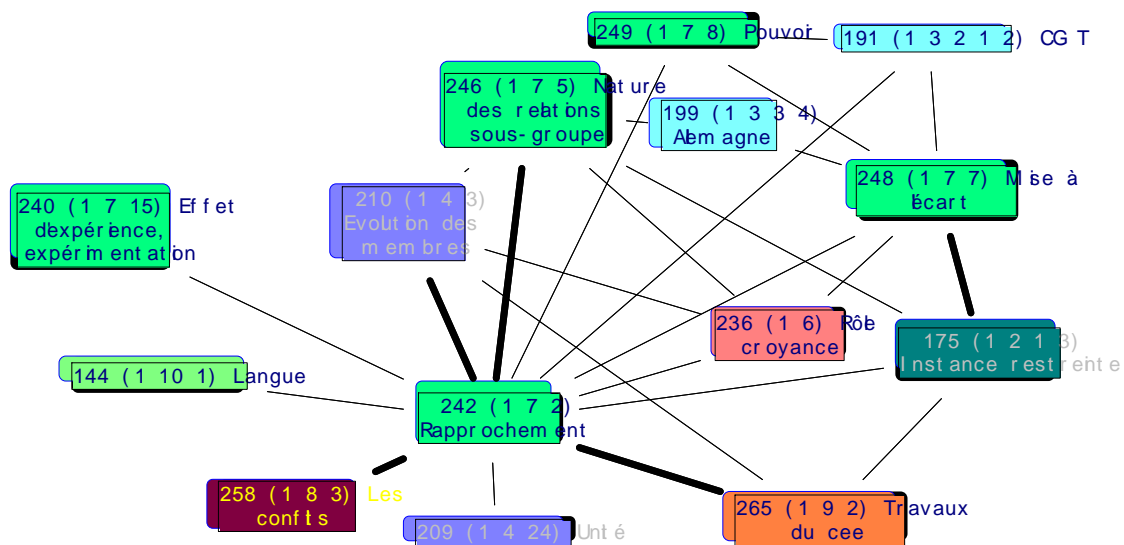 249 (1 7 8) Pouvoir
191 (1 3 2 1 2) CGT
246 (1 7 5) Nature
des relations
sous-groupe
199 (1 3 3 4)
Allemagne
248 (1 7 7) Mise à
l'écart
240 (1 7 15) Effet
d'expérience,
expérimentation
210 (1 4 3)
Evolution des
membres
236 (1 6) Rôle
croyance
175 (1 2 1 3)
Instance restreinte
144 (1 10 1) Langue
242 (1 7 2)
Rapprochement
258 (1 8 3) Les
conflits
209 (1 4 24) Unité
265 (1 9 2) Travaux
du cee